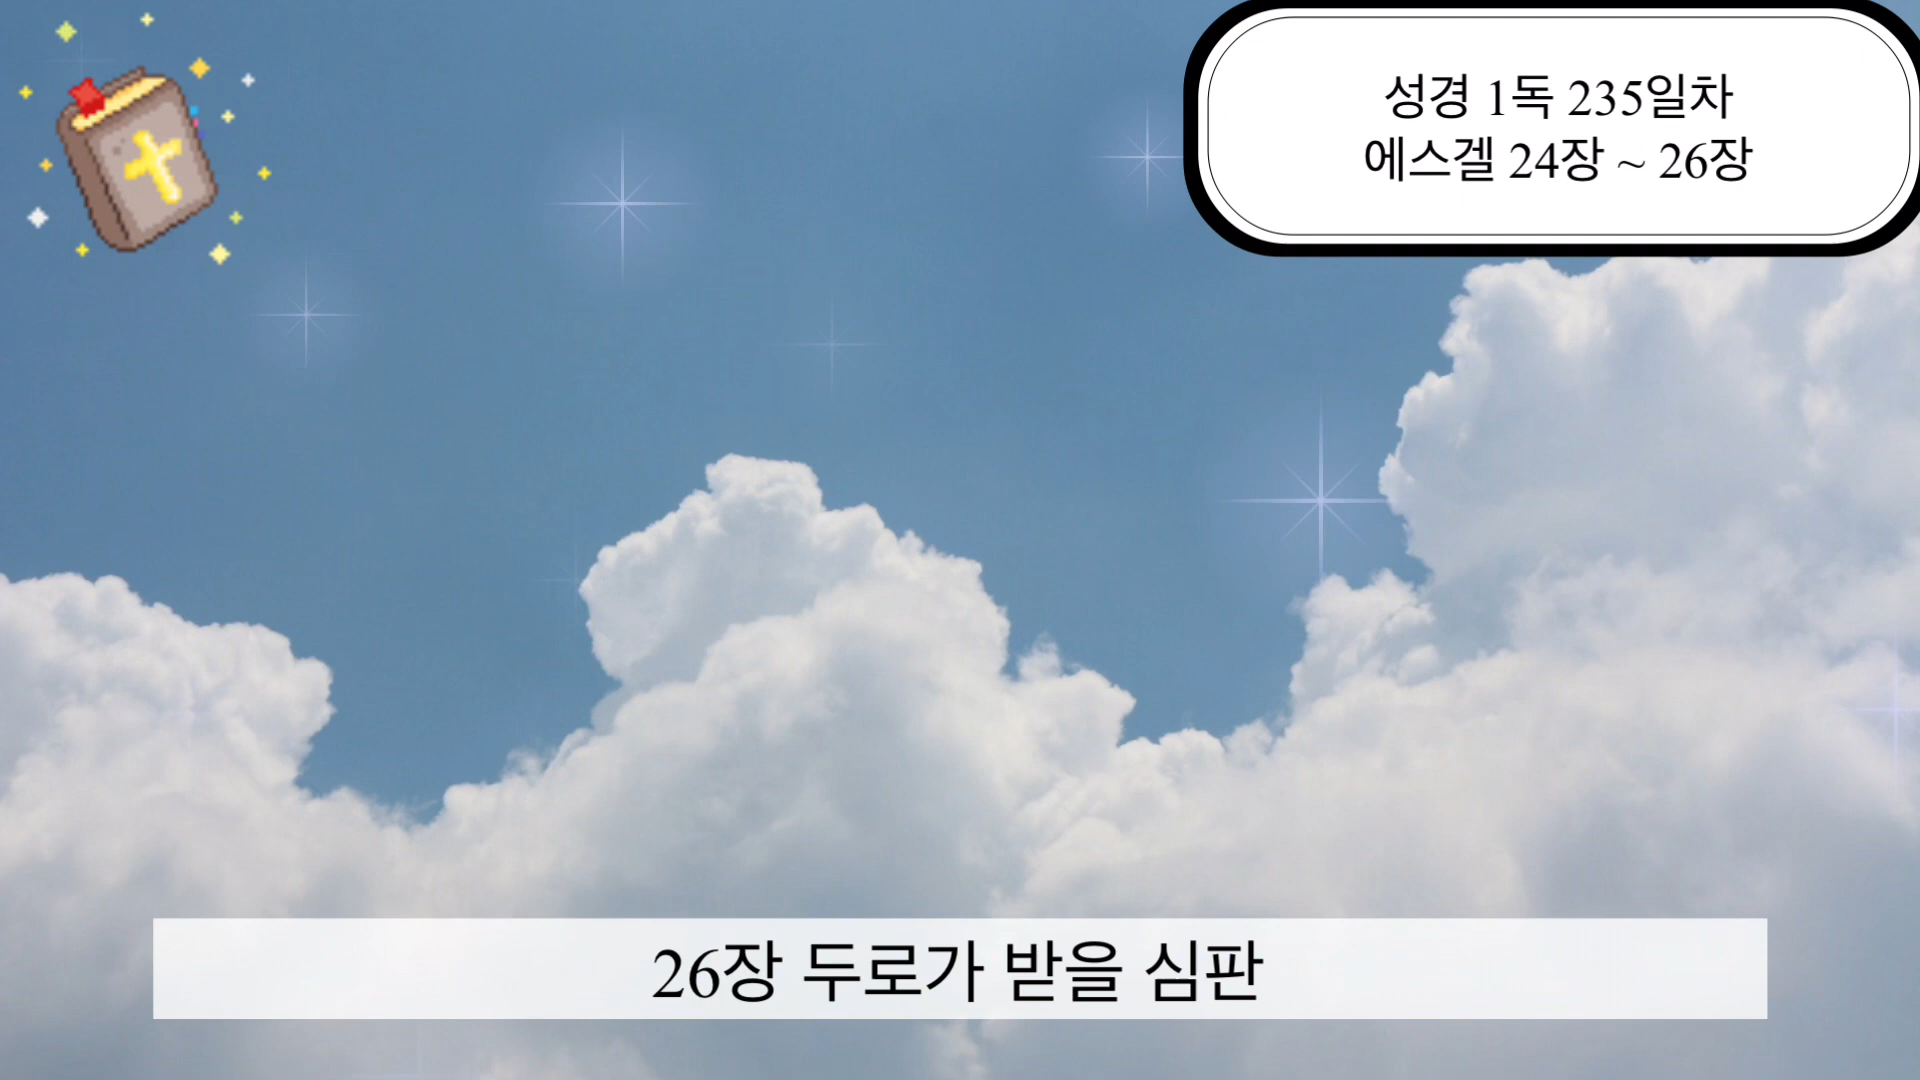 성경 1독 235일차
에스겔 24장 ~ 26장
26장 두로가 받을 심판